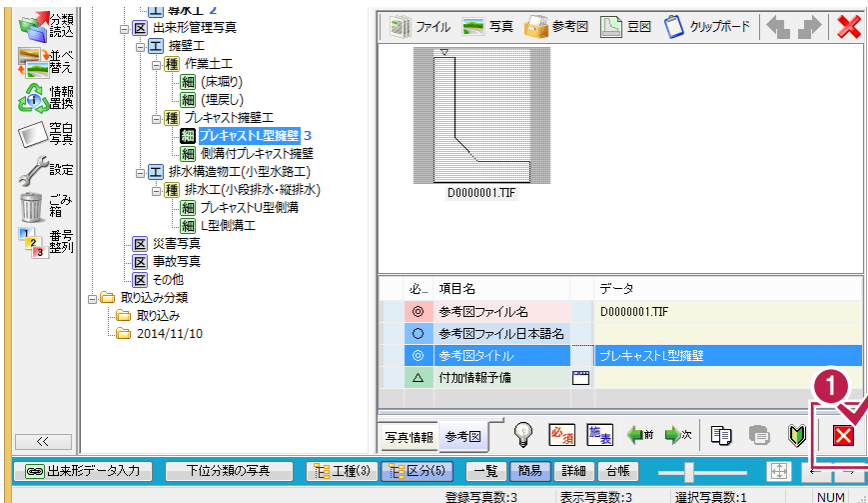 分類
読込
並べ
替え
情報
置換
空白
写真
設定
ごみ
箱
番号
整列
1
2
3
<<
工 導水工 2
区 出来形管理写真
工 擁壁工
種 作業土工
細 (床堀り)
細 (埋戻し)
種 プレキャスト擁壁工
細 プレキャストL型擁壁 3
細 側溝付プレキャスト擁壁
工 排水構造物工(小型水路工)
種 排水工(小段排水・縦排水)
細 プレキャストU型側溝
細 L型側溝工
区 災害写真
区 事故写真
区 その他
取り込み分類
取り込み
2014/11/10
ファイル 写真 参考図 豆図 クリップボード
D0000001.TIF
必... 項目名 データ
◎ 参考図ファイル名 D0000001.TIF
○ 参考図ファイル日本語名
◎ 参考図タイトル プレキャストL型擁壁
△ 付加情報予備
1
写真情報 参考図 必須 施表 前 次
出来形データ入力 下位分類の写真 工種(3) 区分(5) 一覧 簡易 詳細 台帳
登録写真数:3 表示写真数:3 選択写真数:1 NUM